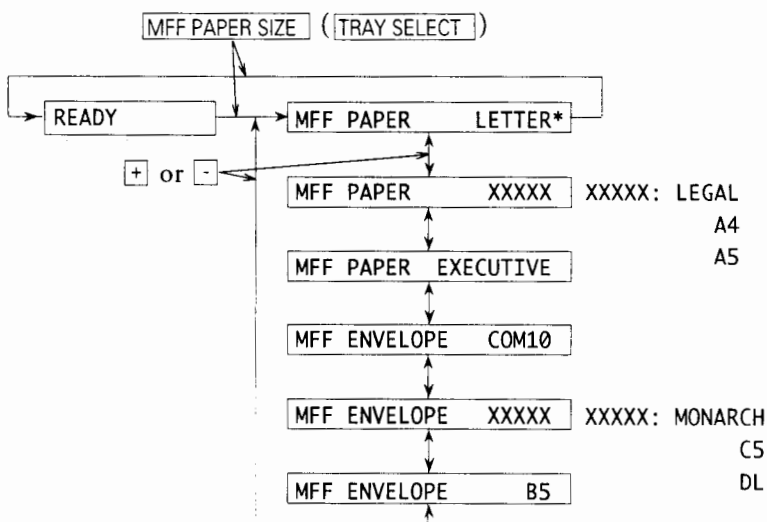 MFF PAPER SIZE ( TRAY SELECT )
READY MFF PAPER LETTER*
+ or -
MFF PAPER XXXXX XXXXX: LEGAL
A4
MFF PAPER EXECUTIVE A5
MFF ENVELOPE COM10
MFF ENVELOPE XXXXX XXXXX: MONARCH
C5
MFF ENVELOPE B5 DL